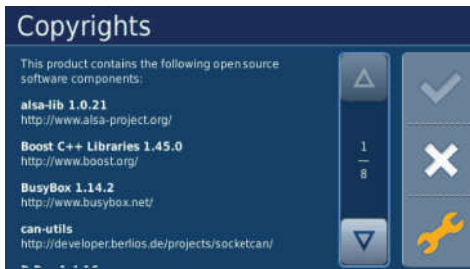 Copyrights
This product contains the following open source
software components:
alsa-lib 1.0.21
http://www.alsa-project.org/
Boost C++ Libraries 1.45.0
http://www.boost.org/
BusyBox 1.14.2
http://www.busybox.net/
can-utils
http://developer.berlios.de/projects/socketcan/
1
8